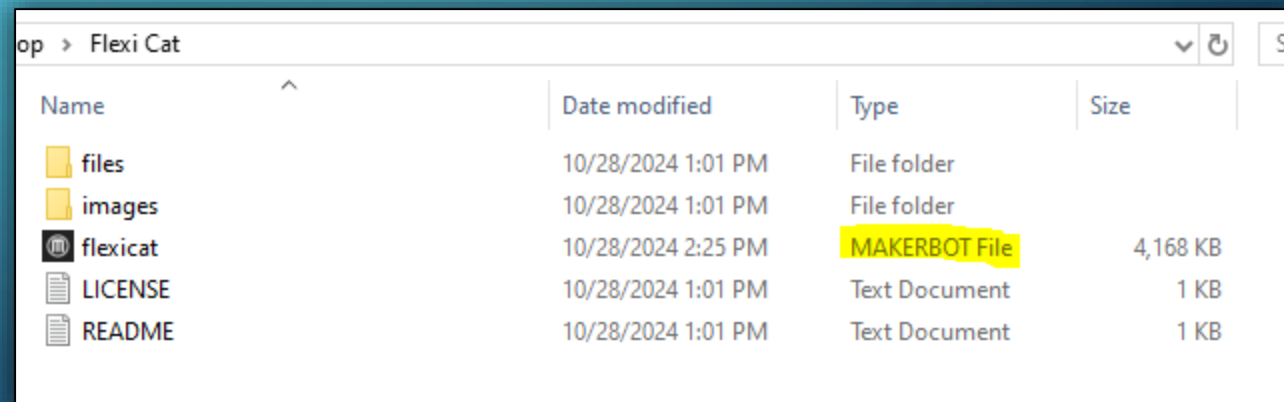 op > Flexi Cat
Name Date modified Type Size
files 10/28/2024 1:01 PM File folder
images 10/28/2024 1:01 PM File folder
flexicat 10/28/2024 2:25 PM MAKERBOT File 4,168 KB
LICENSE 10/28/2024 1:01 PM Text Document 1 KB
README 10/28/2024 1:01 PM Text Document 1 KB